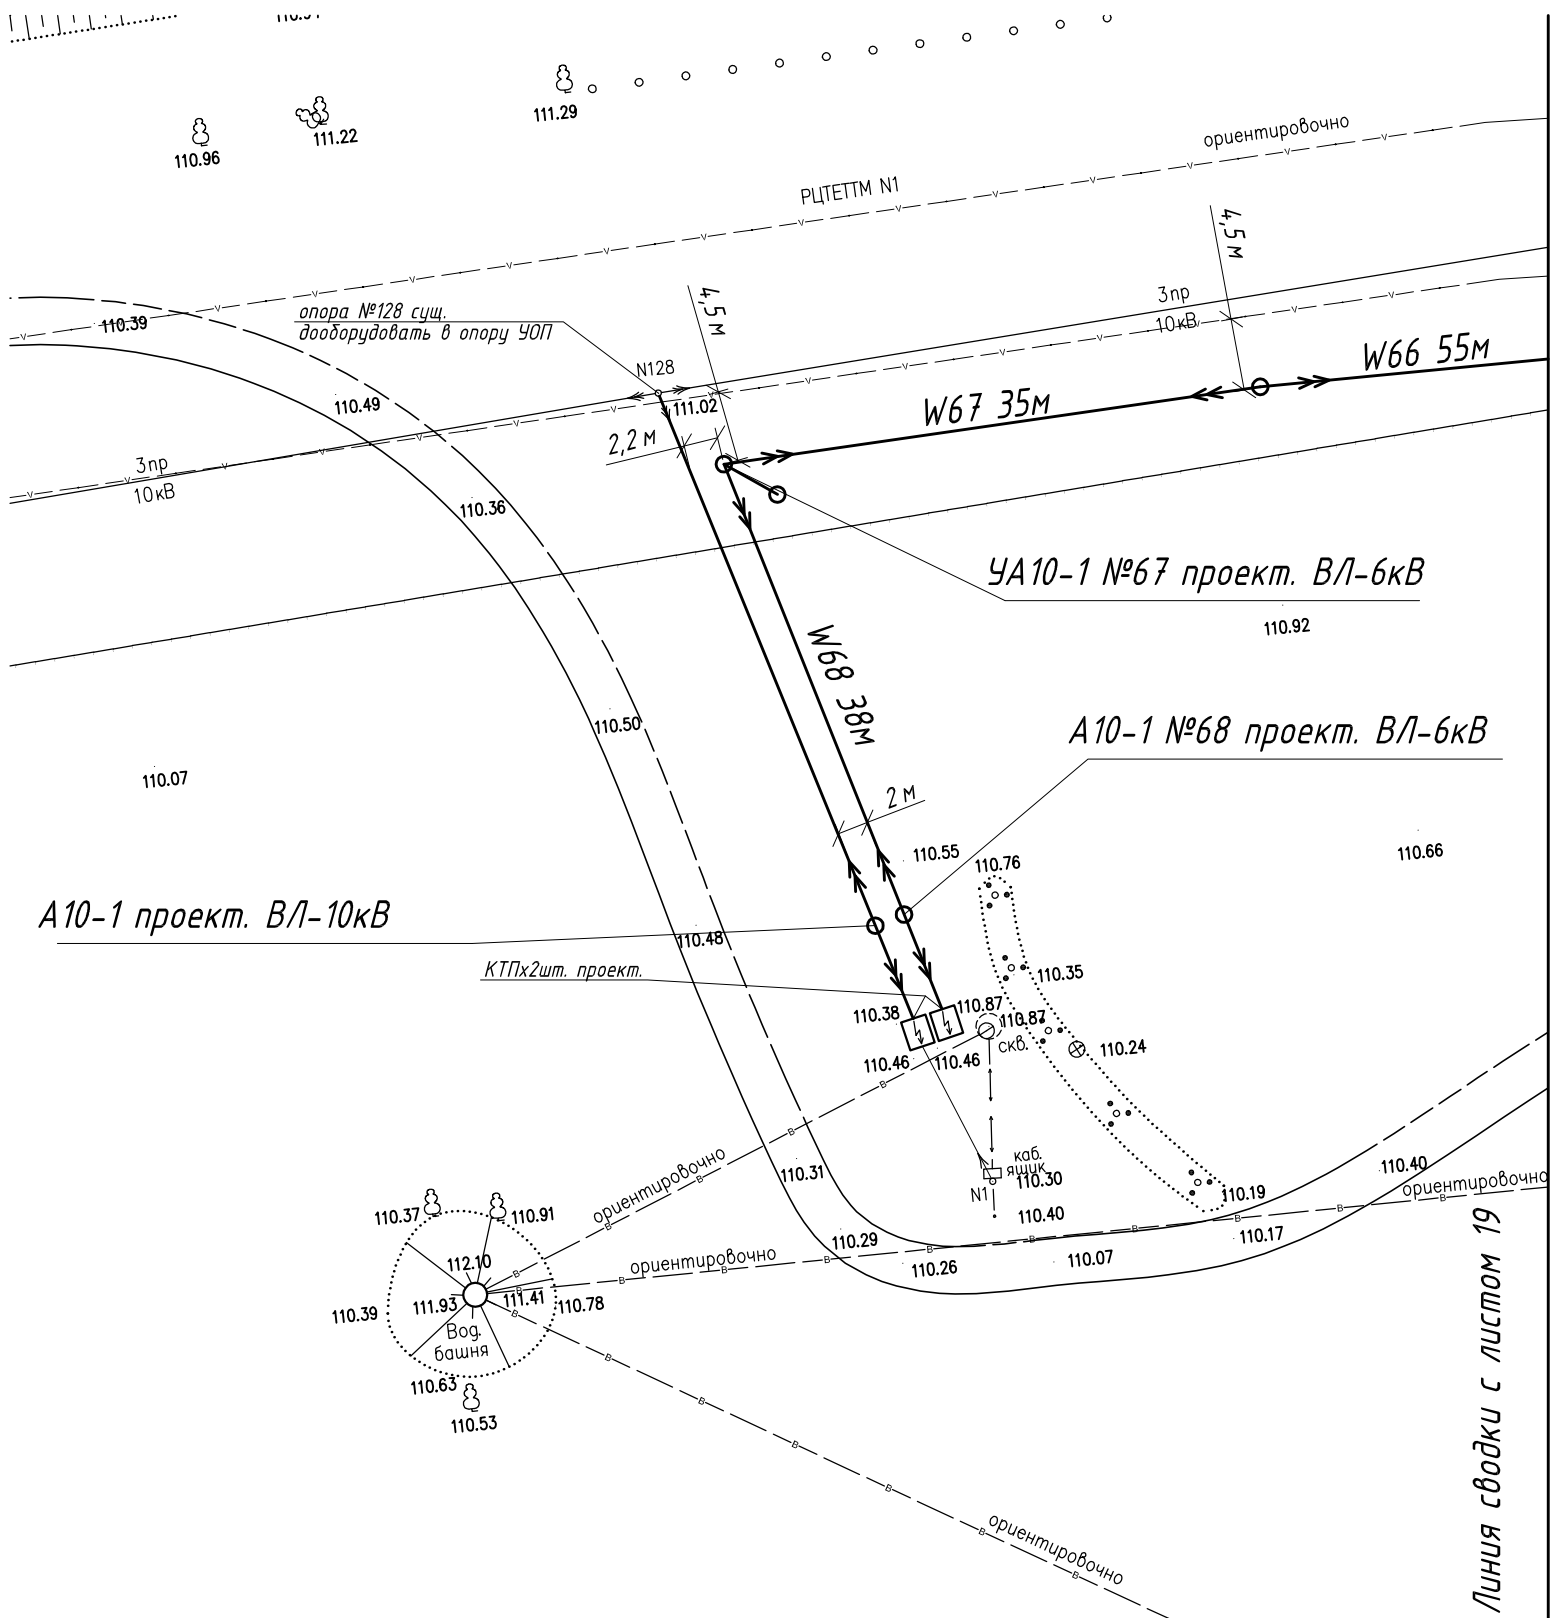 111.29
111.22
110.96
ориентировочно
РЦТЕТТМ N1
4,5 м
4,5 м
опора №128 сущ.
дооборудовать в опору УОП
110.39
3пр
10кВ
N128
W66 55м
110.49
111.02
W67 35м
2,2 м
3пр
10кВ
110.36
УА10-1 №67 проект. ВЛ-6кВ
110.92
W68 38м
110.50
А10-1 №68 проект. ВЛ-6кВ
110.07
2 м
110.55
110.76
110.66
А10-1 проект. ВЛ-10кВ
110.48
КТПх2шт. проект.
110.35
110.38
110.87
110.87
скв.
110.46
110.46
110.24
каб.
ящик
110.30
N1
110.31
110.40
ориентировочно
110.19
110.40
ориентировочно
110.37
110.91
110.29
110.17
110.07
110.26
ориентировочно
112.10
111.93
111.41
110.78
110.39
Вод.
башня
110.63
110.53
ориентировочно
Линия сводки с листом 19